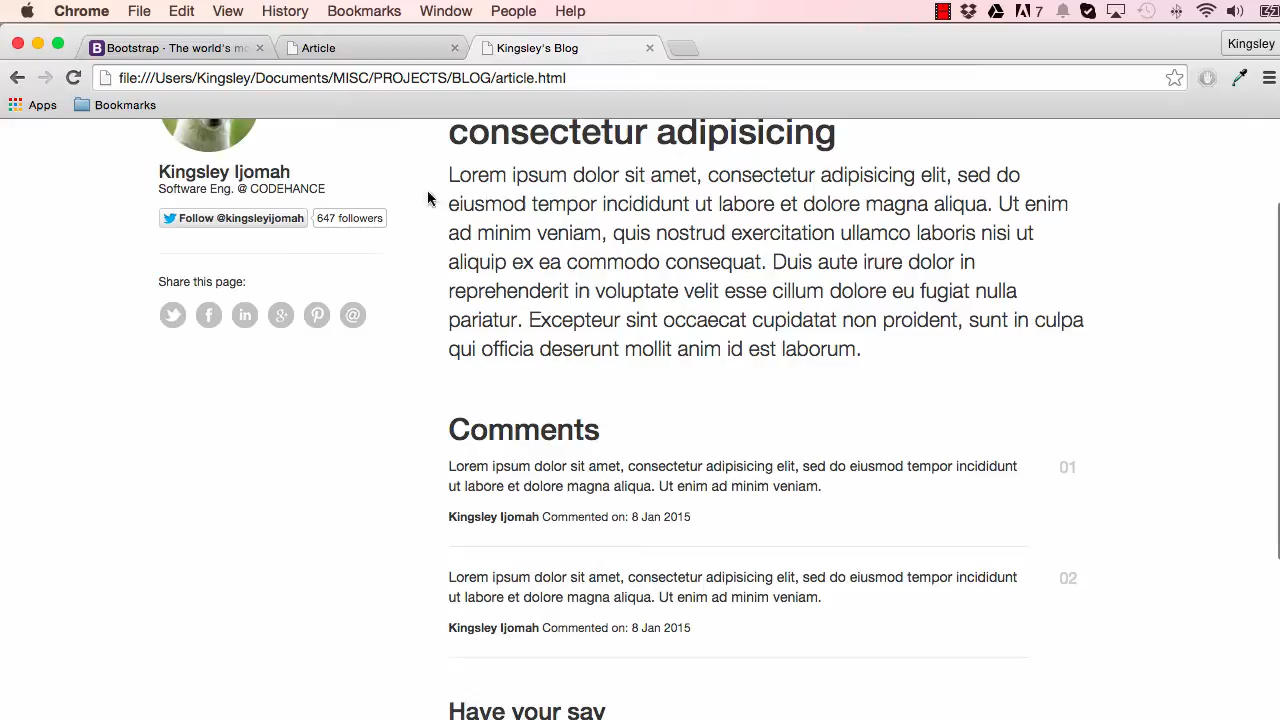 Chrome File Edit View History Bookmarks Window People Help 7
Bootstrap · The world's mo
Article
Kingsley's Blog
Kingsley
file:///Users/Kingsley/Documents/MISC/PROJECTS/BLOG/article.html
Apps Bookmarks
Kingsley Ijomah
Software Eng. @ CODEHANCE
Follow @kingsleyijomah 647 followers
Share this page:
consectetur adipisicing
Lorem ipsum dolor sit amet, consectetur adipisicing elit, sed do
eiusmod tempor incididunt ut labore et dolore magna aliqua. Ut enim
ad minim veniam, quis nostrud exercitation ullamco laboris nisi ut
aliquip ex ea commodo consequat. Duis aute irure dolor in
reprehenderit in voluptate velit esse cillum dolore eu fugiat nulla
pariatur. Excepteur sint occaecat cupidatat non proident, sunt in culpa
qui officia deserunt mollit anim id est laborum.
Comments
Lorem ipsum dolor sit amet, consectetur adipisicing elit, sed do eiusmod tempor incididunt 01
ut labore et dolore magna aliqua. Ut enim ad minim veniam.
Kingsley Ijomah Commented on: 8 Jan 2015
Lorem ipsum dolor sit amet, consectetur adipisicing elit, sed do eiusmod tempor incididunt 02
ut labore et dolore magna aliqua. Ut enim ad minim veniam.
Kingsley Ijomah Commented on: 8 Jan 2015
Have your say